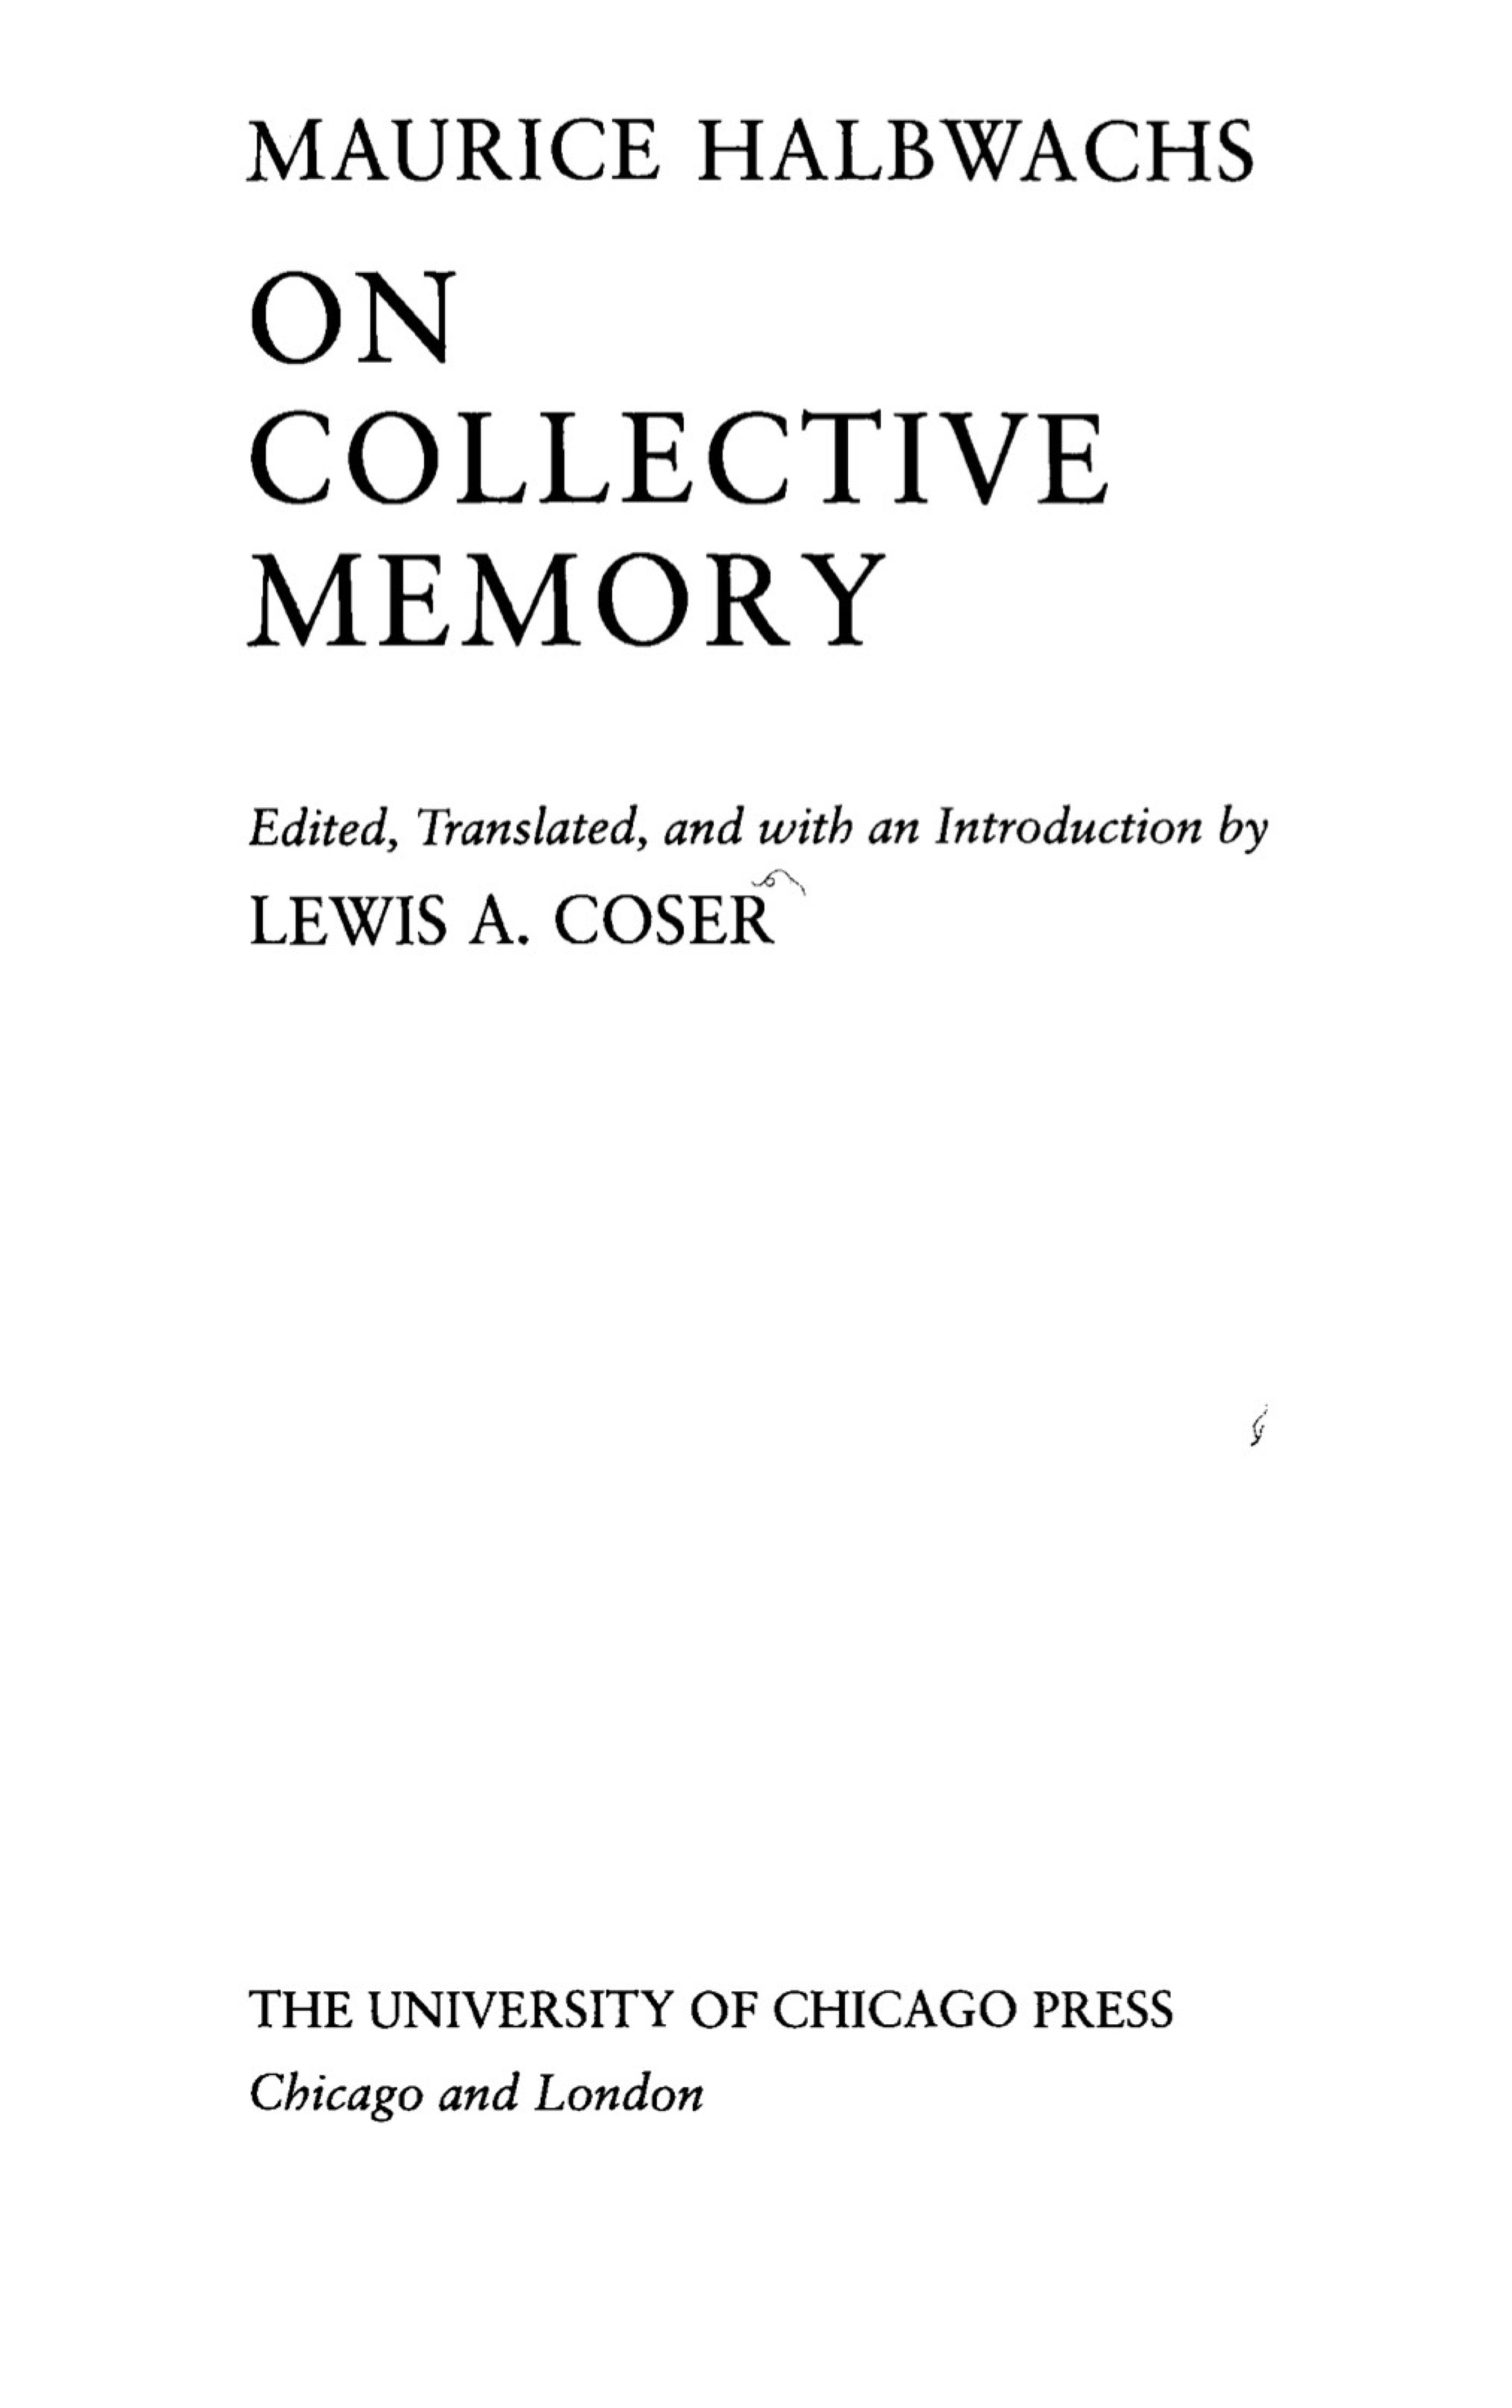 MAURICE HALBWACHS
ON
COLLECTIVE
MEMORY
Edited, Translated, and with an Introduction by
LEWIS A. COSER
THE UNIVERSITY OF CHICAGO PRESS
Chicago and London